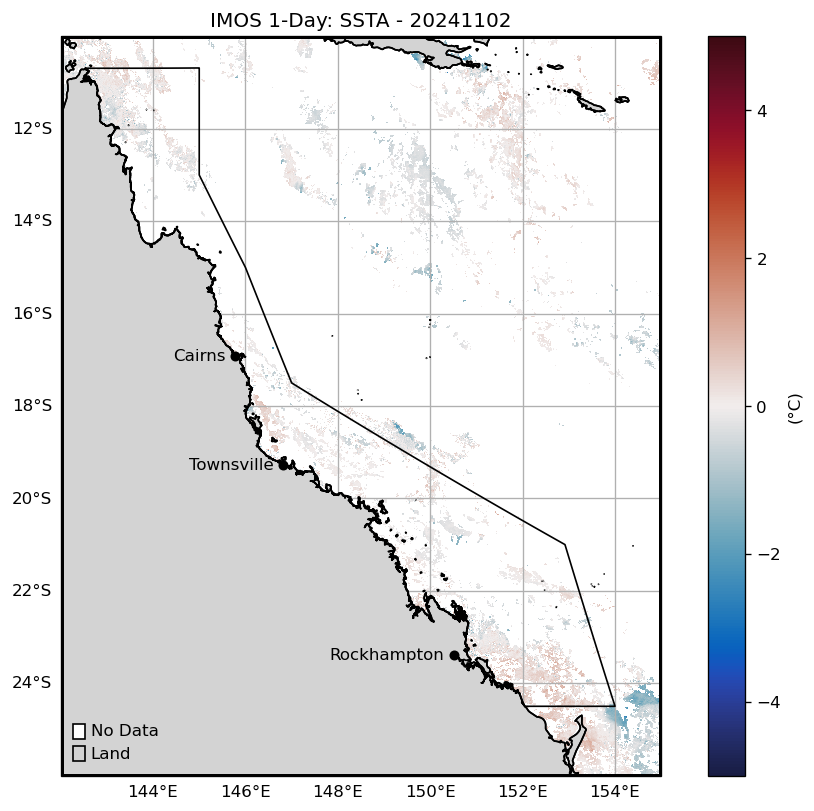 IMOS 1-Day: SSTA - 20241102
12°S
14°S
16°S
18°S
20°S
22°S
24°S
Cairns
Townsville
Rockhampton
No Data
Land
144°E 146°E 148°E 150°E 152°E 154°E
4
2
0
−2
−4
(°C)